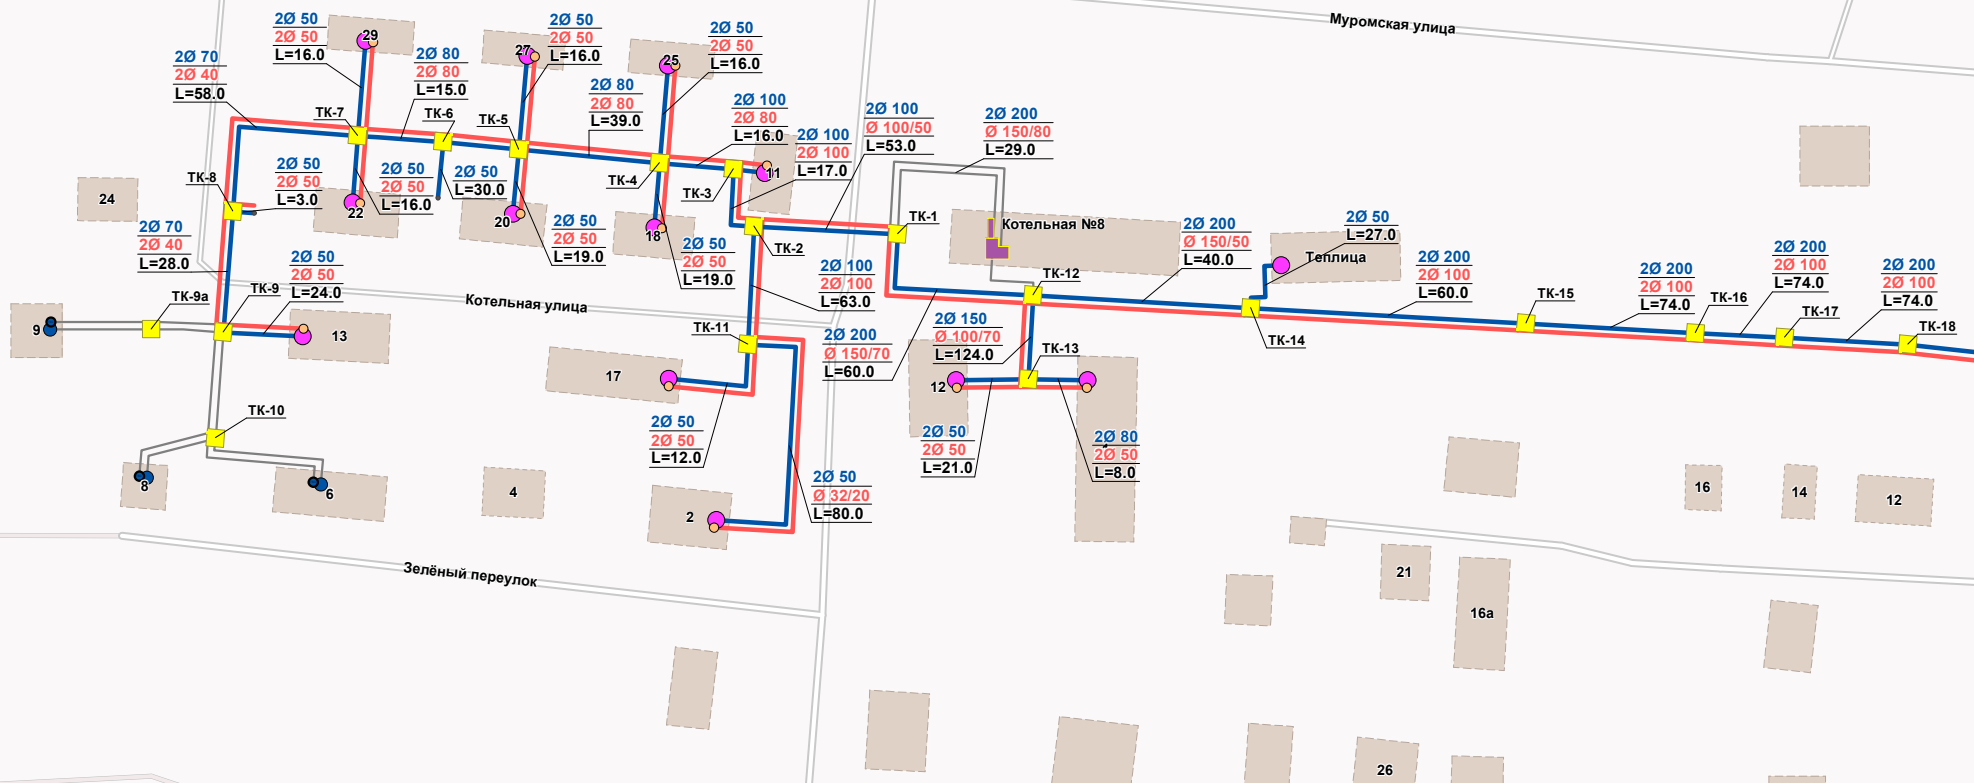 2Ø 50
2Ø 50
L=16.0
29
2Ø 50
2Ø 50
L=16.0
27
2Ø 50
2Ø 50
L=16.0
25
Муромская улица
2Ø 70
2Ø 40
L=58.0
2Ø 80
2Ø 80
L=15.0
2Ø 80
2Ø 80
L=39.0
2Ø 100
2Ø 80
L=16.0
2Ø 100
Ø 100/50
L=53.0
2Ø 200
Ø 150/80
L=29.0
ТК-7
ТК-6
ТК-5
2Ø 100
2Ø 100
L=17.0
11
ТК-4
ТК-3
ТК-8
24
2Ø 50
2Ø 50
L=3.0
22
2Ø 50
2Ø 50
L=16.0
2Ø 50
L=30.0
20
2Ø 50
2Ø 50
L=19.0
18
2Ø 50
2Ø 50
L=19.0
ТК-2
ТК-1
Котельная №8
2Ø 200
Ø 150/50
L=40.0
2Ø 50
L=27.0
Теплица
2Ø 70
2Ø 40
L=28.0
2Ø 50
2Ø 50
L=24.0
2Ø 100
2Ø 100
L=63.0
ТК-12
2Ø 200
2Ø 100
L=60.0
2Ø 200
2Ø 100
L=74.0
2Ø 200
2Ø 100
L=74.0
2Ø 200
2Ø 100
L=74.0
ТК-9а
ТК-9
Котельная улица
ТК-15
ТК-16
ТК-17
ТК-18
9
13
ТК-11
2Ø 200
Ø 150/70
L=60.0
2Ø 150
Ø 100/70
L=124.0
ТК-13
ТК-14
17
12
ТК-10
2Ø 50
2Ø 50
L=12.0
2Ø 50
2Ø 50
L=21.0
2Ø 80
2Ø 50
L=8.0
8
6
4
2
2Ø 50
Ø 32/20
L=80.0
16
14
12
Зелёный переулок
21
16а
26